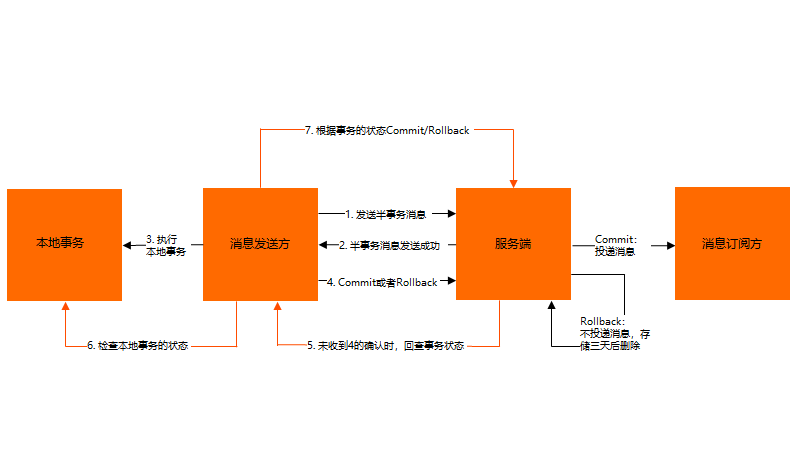 7. 根据事务的状态Commit/Rollback
本地事务
3. 执行
本地事务
消息发送方
1. 发送半事务消息
2. 半事务消息发送成功
4. Commit或者Rollback
服务端
Commit：
投递消息
消息订阅方
Rollback：
不投递消息，存
储三天后删除
6. 检查本地事务的状态
5. 未收到4的确认时，回查事务状态